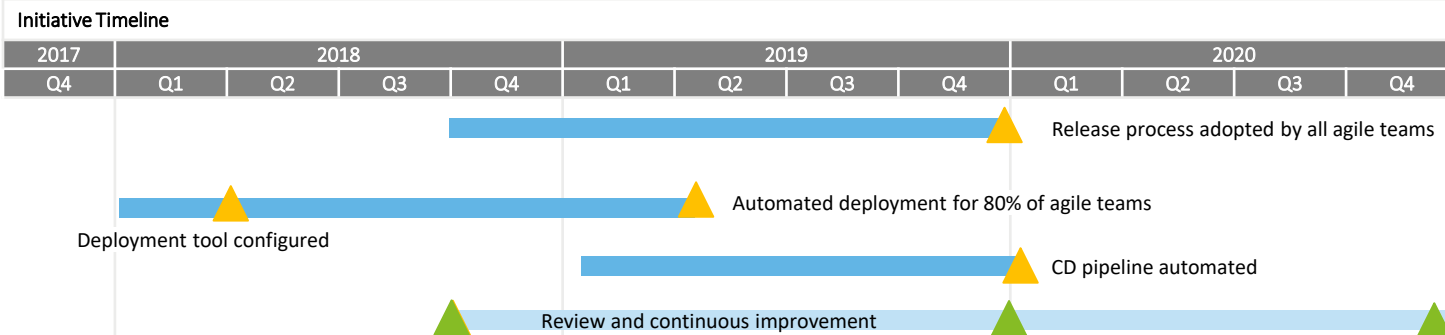 Initiative Timeline
2017 2018 2019 2020
Q4 Q1 Q2 Q3 Q4 Q1 Q2 Q3 Q4 Q1 Q2 Q3 Q4
Release process adopted by all agile teams
Automated deployment for 80% of agile teams
Deployment tool configured
CD pipeline automated
Review and continuous improvement